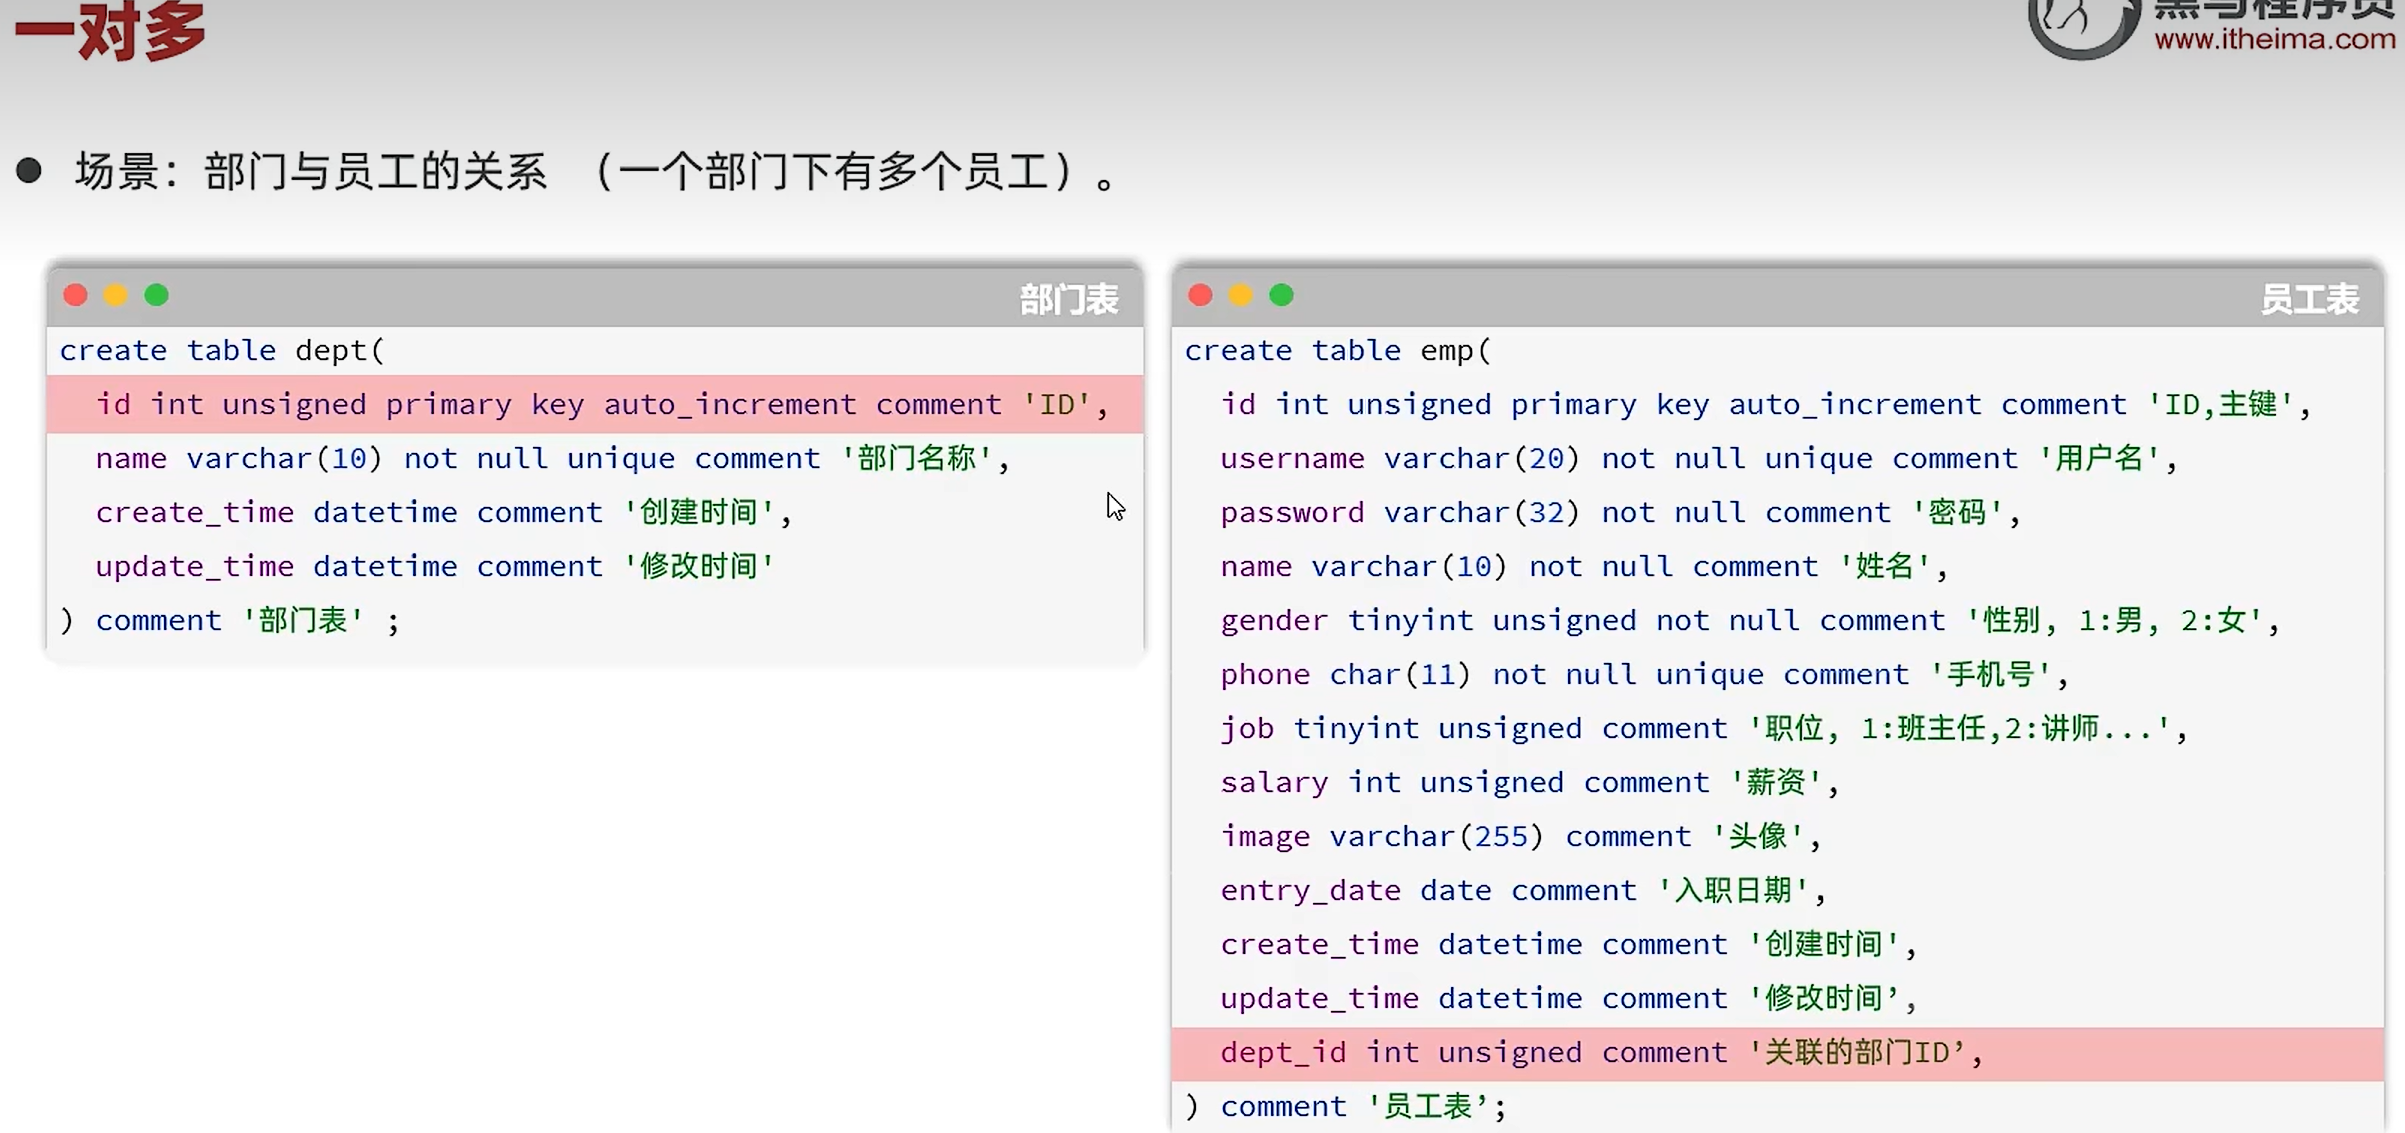 一对多
黑马程序员
www.itheima.com
场景：部门与员工的关系 （一个部门下有多个员工）。
部门表
create table dept(
id int unsigned primary key auto_increment comment 'ID',
name varchar(10) not null unique comment '部门名称',
create_time datetime comment '创建时间',
update_time datetime comment '修改时间'
) comment '部门表' ;
员工表
create table emp(
id int unsigned primary key auto_increment comment 'ID,主键',
username varchar(20) not null unique comment '用户名',
password varchar(32) not null comment '密码',
name varchar(10) not null comment '姓名',
gender tinyint unsigned not null comment '性别, 1:男, 2:女',
phone char(11) not null unique comment '手机号',
job tinyint unsigned comment '职位, 1:班主任,2:讲师...',
salary int unsigned comment '薪资',
image varchar(255) comment '头像',
entry_date date comment '入职日期',
create_time datetime comment '创建时间',
update_time datetime comment '修改时间’,
dept_id int unsigned comment '关联的部门ID’,
) comment '员工表’;